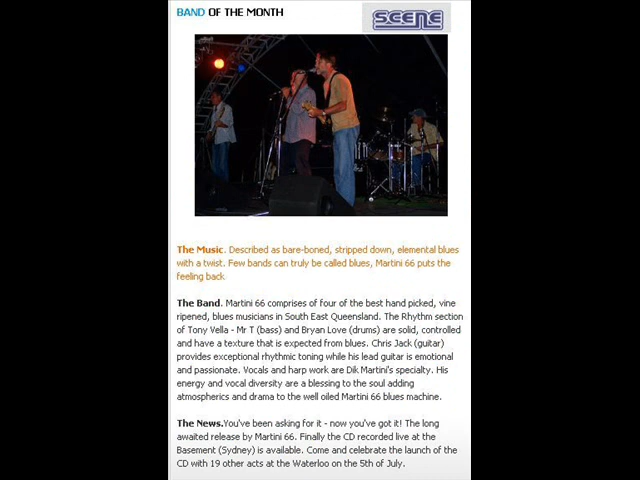 BAND OF THE MONTH
SCENE
The Music. Described as bare-boned, stripped down, elemental blues
with a twist. Few bands can truly be called blues, Martini 66 puts the
feeling back
The Band. Martini 66 comprises of four of the best hand picked, vine
ripened, blues musicians in South East Queensland. The Rhythm section
of Tony Vella - Mr T (bass) and Bryan Love (drums) are solid, controlled
and have a texture that is expected from blues. Chris Jack (guitar)
provides exceptional rhythmic toning while his lead guitar is emotional
and passionate. Vocals and harp work are Dik Martini's specialty. His
energy and vocal diversity are a blessing to the soul adding
atmospherics and drama to the well oiled Martini 66 blues machine.
The News.You've been asking for it - now you've got it! The long
awaited release by Martini 66. Finally the CD recorded live at the
Basement (Sydney) is available. Come and celebrate the launch of the
CD with 19 other acts at the Waterloo on the 5th of July.